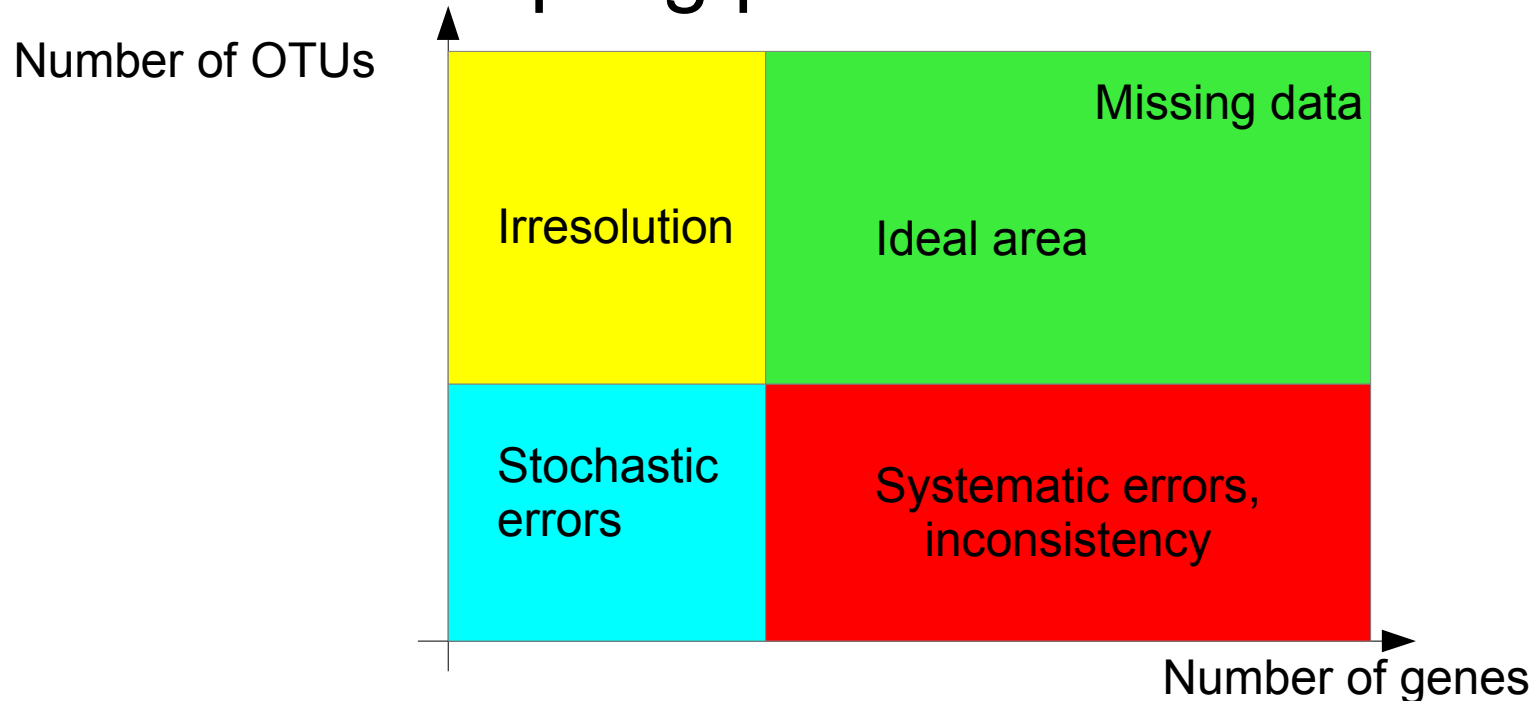 Number of OTUs
Missing data
Irresolution
Ideal area
Stochastic
errors
Systematic errors,
inconsistency
Number of genes